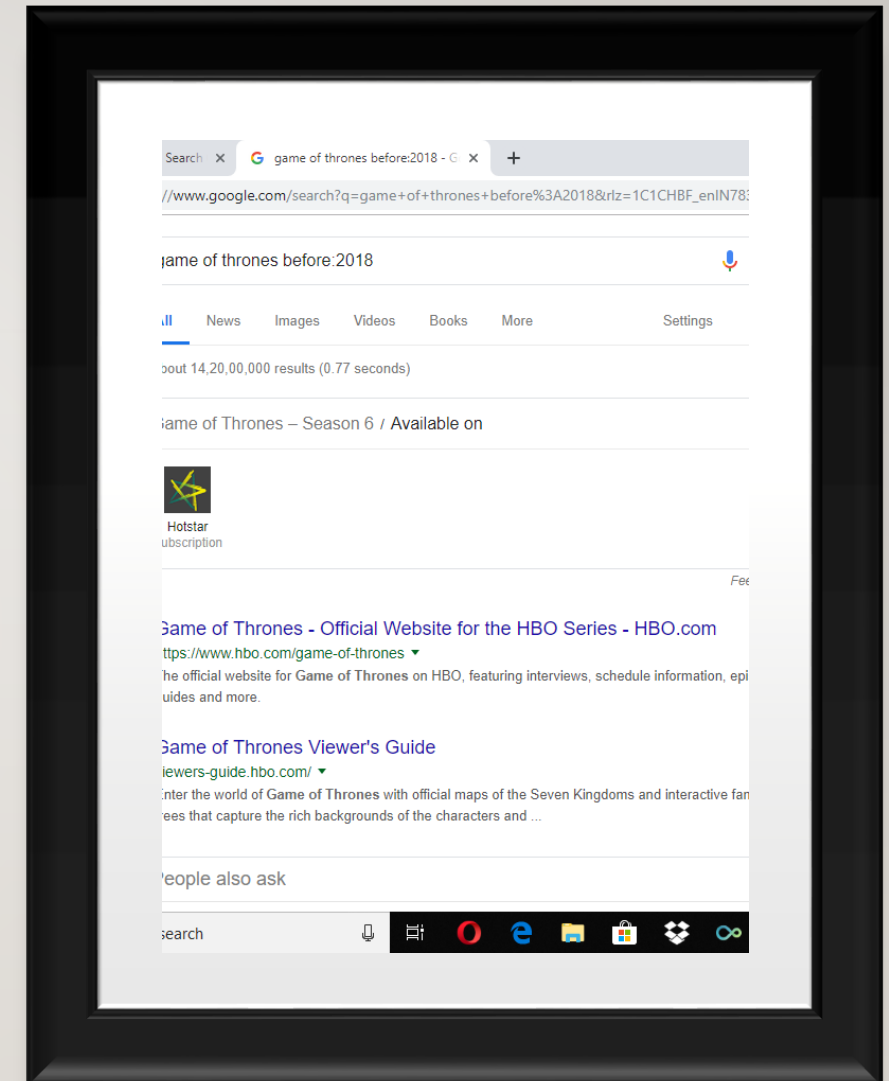 Search
game of thrones before:2018 - G
//www.google.com/search?q=game+of+thrones+before%3A2018&rlz=1C1CHBF_enIN783
game of thrones before:2018
All News Images Videos Books More Settings
bout 14,20,00,000 results (0.77 seconds)
Game of Thrones – Season 6 / Available on
Hotstar
ubscription
Fee
Game of Thrones - Official Website for the HBO Series - HBO.com
ttps://www.hbo.com/game-of-thrones
The official website for Game of Thrones on HBO, featuring interviews, schedule information, epi
uides and more.
Game of Thrones Viewer's Guide
iewers-guide.hbo.com/
Enter the world of Game of Thrones with official maps of the Seven Kingdoms and interactive fan
rees that capture the rich backgrounds of the characters and ...
People also ask
search